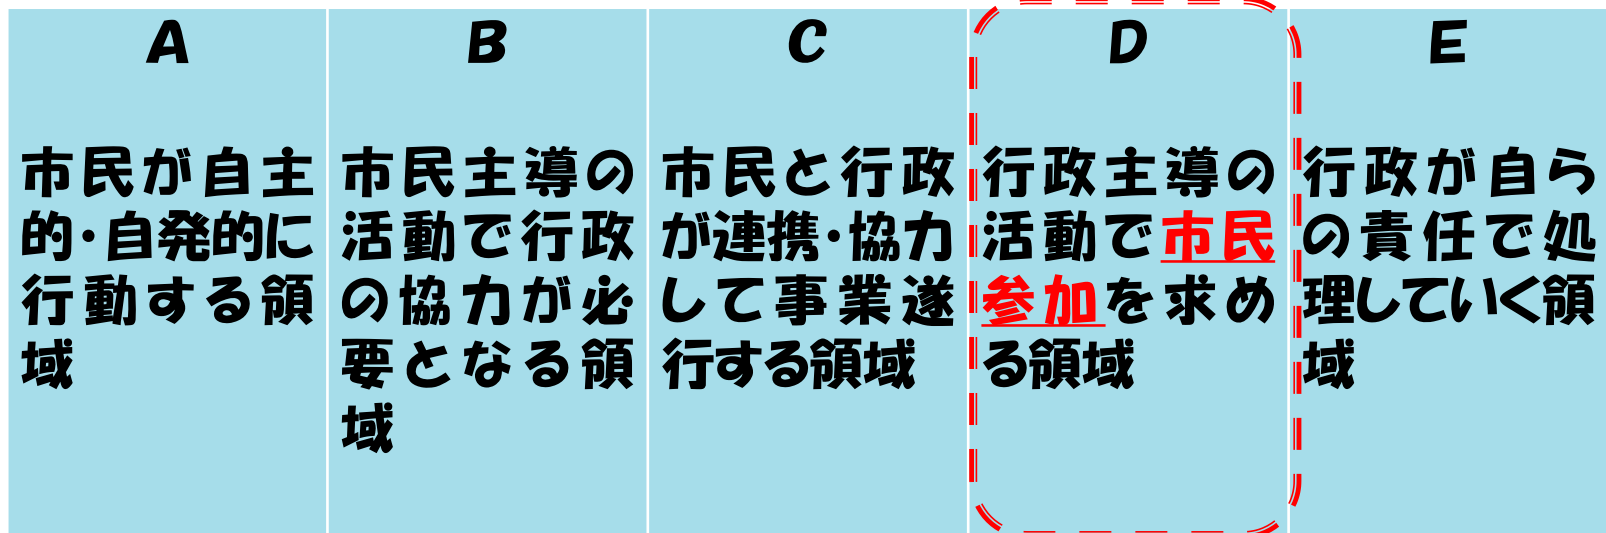 A
市民が自主
的・自発的に
行動する領
域
B
市民主導の
活動で行政
の協力が必
要となる領
域
C
市民と行政
が連携・協力
して事業遂
行する領域
D
行政主導の
活動で市民
参加を求め
る領域
E
行政が自ら
の責任で処
理していく領
域